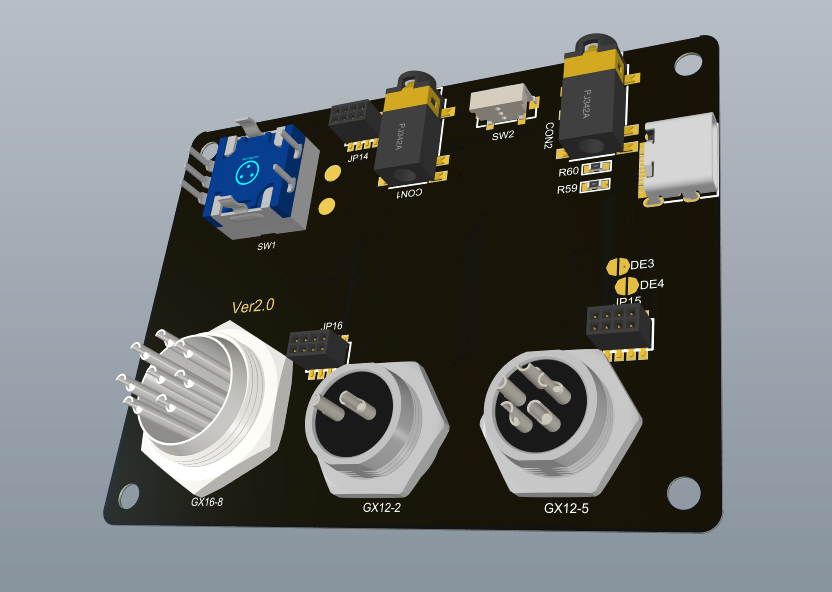 PJ342A
CON2
SW2
PJ342A
JP14
R60
CON1
R59
SW1
DE3
DE4
JP15
Ver2.0
JP16
GX16-8
GX12-2
GX12-5